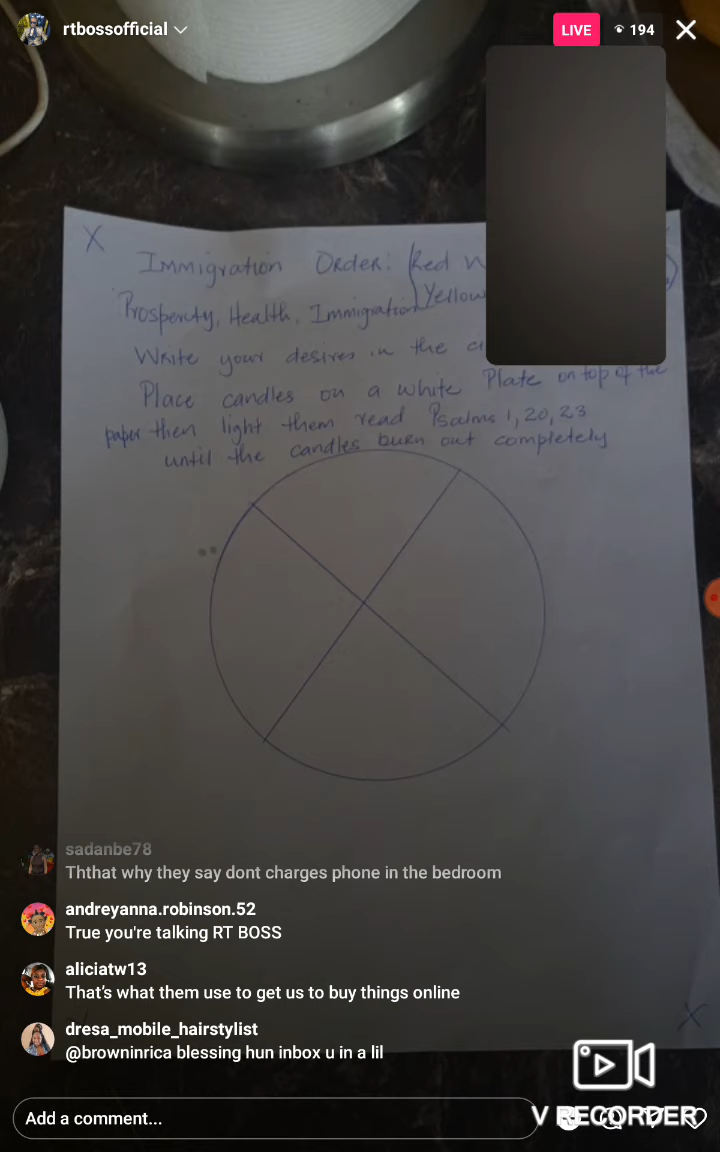 rtbossofficial
LIVE
194
X
Immigration Order: (Red
Prosperity, Health, Immigration Yellow
Write your desires in the
Place candles on a white Plate on top of the
paper then light them read Psalms 1, 20, 23
until the candles burn out completely
sadanbe78
Ththat why they say dont charges phone in the bedroom
andreyanna.robinson.52
True you're talking RT BOSS
aliciatw13
That's what them use to get us to buy things online
X
dresa_mobile_hairstylist
@browninrica blessing hun inbox u in a lil
Add a comment...
V RECORDER